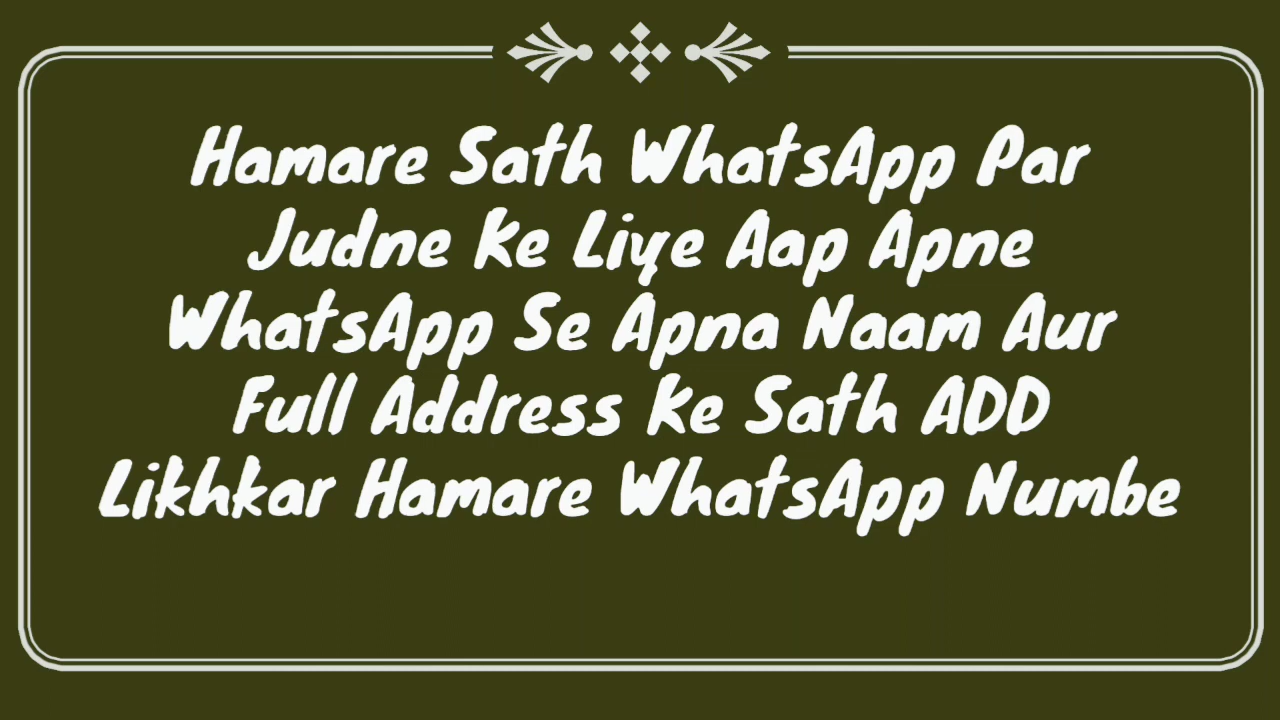 Hamare Sath WhatsApp Par
Judne Ke Liye Aap Apne
WhatsApp Se Apna Naam Aur
Full Address Ke Sath ADD
Likhkar Hamare WhatsApp Numbe